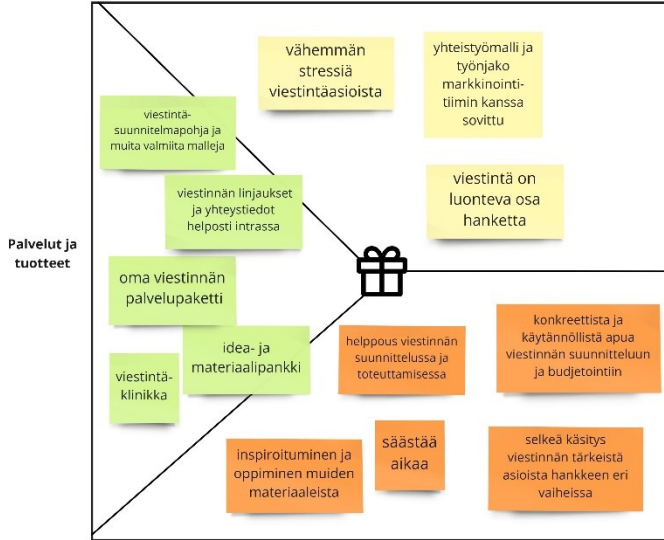 vähemmän
stressiä
viestintäasioista
yhteistyömalli ja
työnjako
markkinointi-
tiimin kanssa
sovittu
viestintä-
suunnitelmapohja ja
muita valmiita malleja
viestintä on
luonteva osa
hanketta
viestinnän linjaukset
ja yhteystiedot
helposti intrassa
Palvelut ja
tuotteet
oma viestinnän
palvelupaketti
idea- ja
materiaalipankki
viestintä-
klinikka
helppous viestinnän
suunnittelussa ja
toteuttamisessa
konkreettista ja
käytännöllistä apua
viestinnän suunnitteluun
ja budjetointiin
inspiroituminen ja
oppiminen muiden
materiaaleista
säästää
aikaa
selkeä käsitys
viestinnän tärkeistä
asioista hankkeen eri
vaiheissa